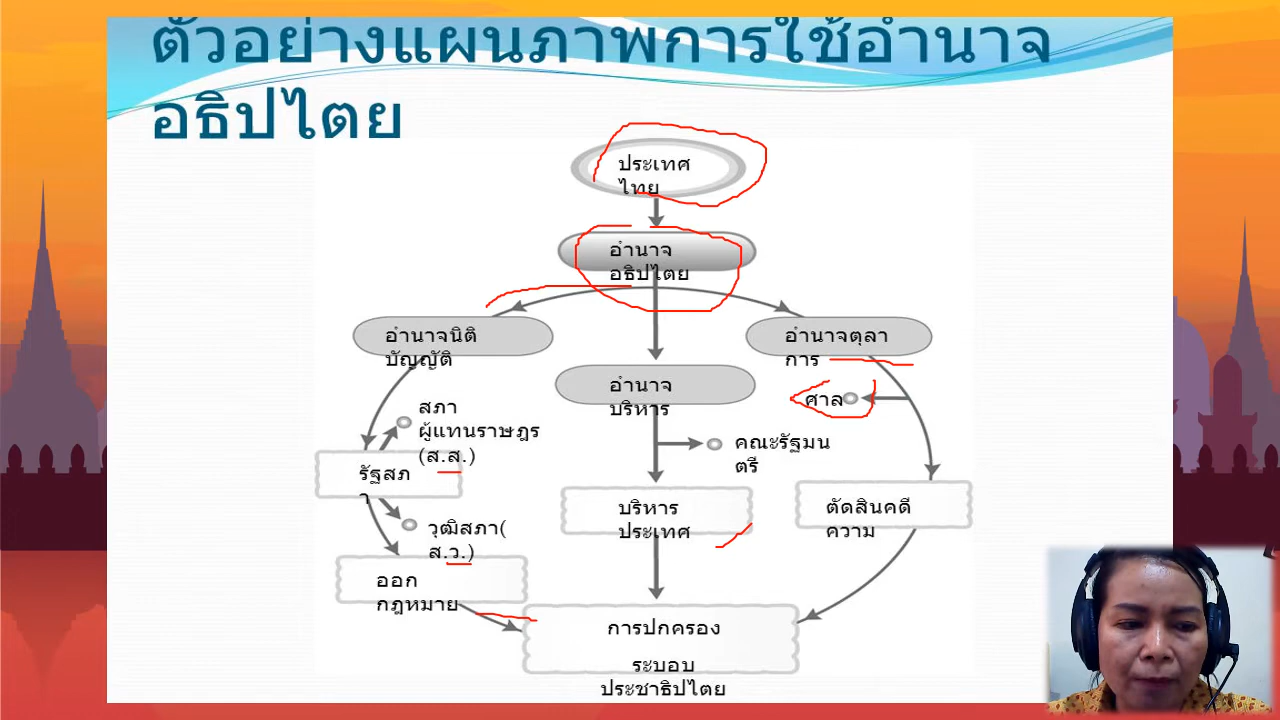 ตัวอย่างแผนภาพการใช้อำนาจ
อธิปไตย
ประเทศ
ไทย
อำนาจ
อธิปไตย
อำนาจนิติ
บัญญัติ
อำนาจตุลา
การ
อำนาจ
บริหาร
ศาล
สภา
ผู้แทนราษฎร
(ส.ส.)
คณะรัฐมน
ตรี
รัฐสภ
า
วุฒิสภา(
ส.ว.)
บริหาร
ประเทศ
ตัดสินคดี
ความ
ออก
กฎหมาย
การปกครอง
ระบอบ
ประชาธิปไตย